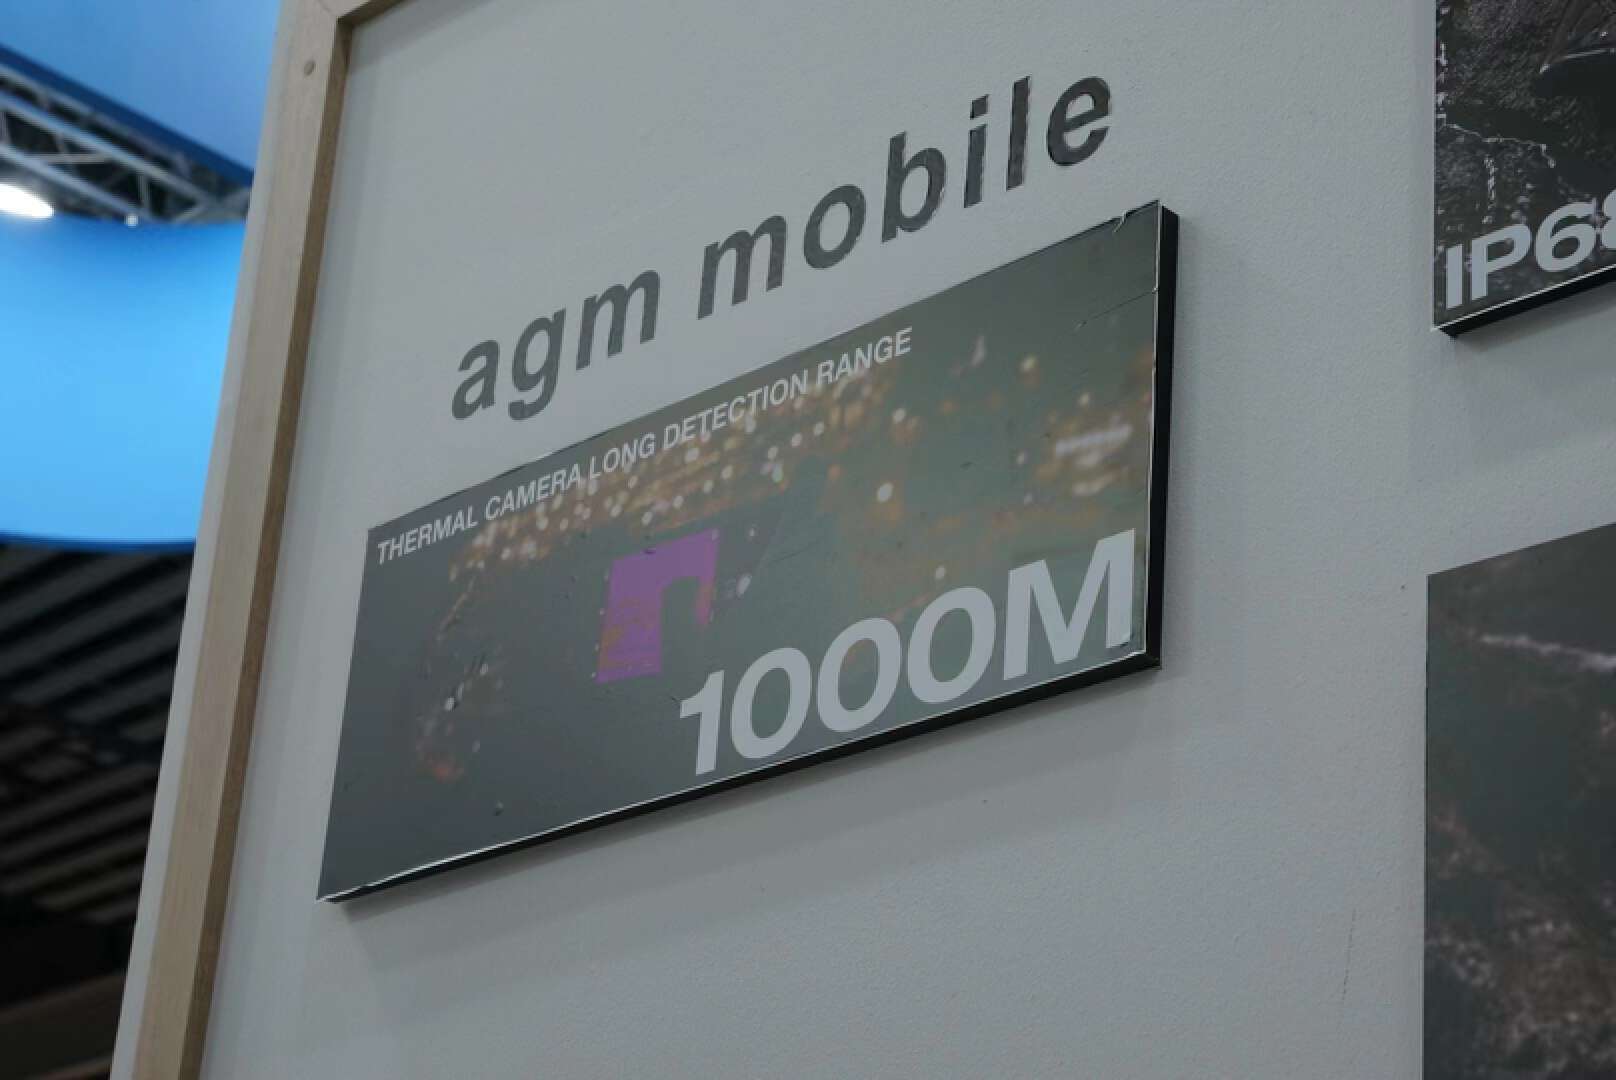 agm mobile
THERMAL CAMERA LONG DETECTION RANGE
1000M
IP68